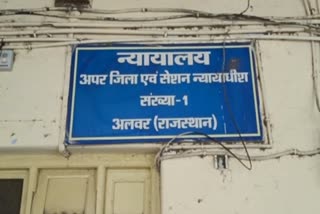 न्यायालय
अपर जिला एवं सेशन न्यायाधीश
संख्या-1
अलवर (राजस्थान)